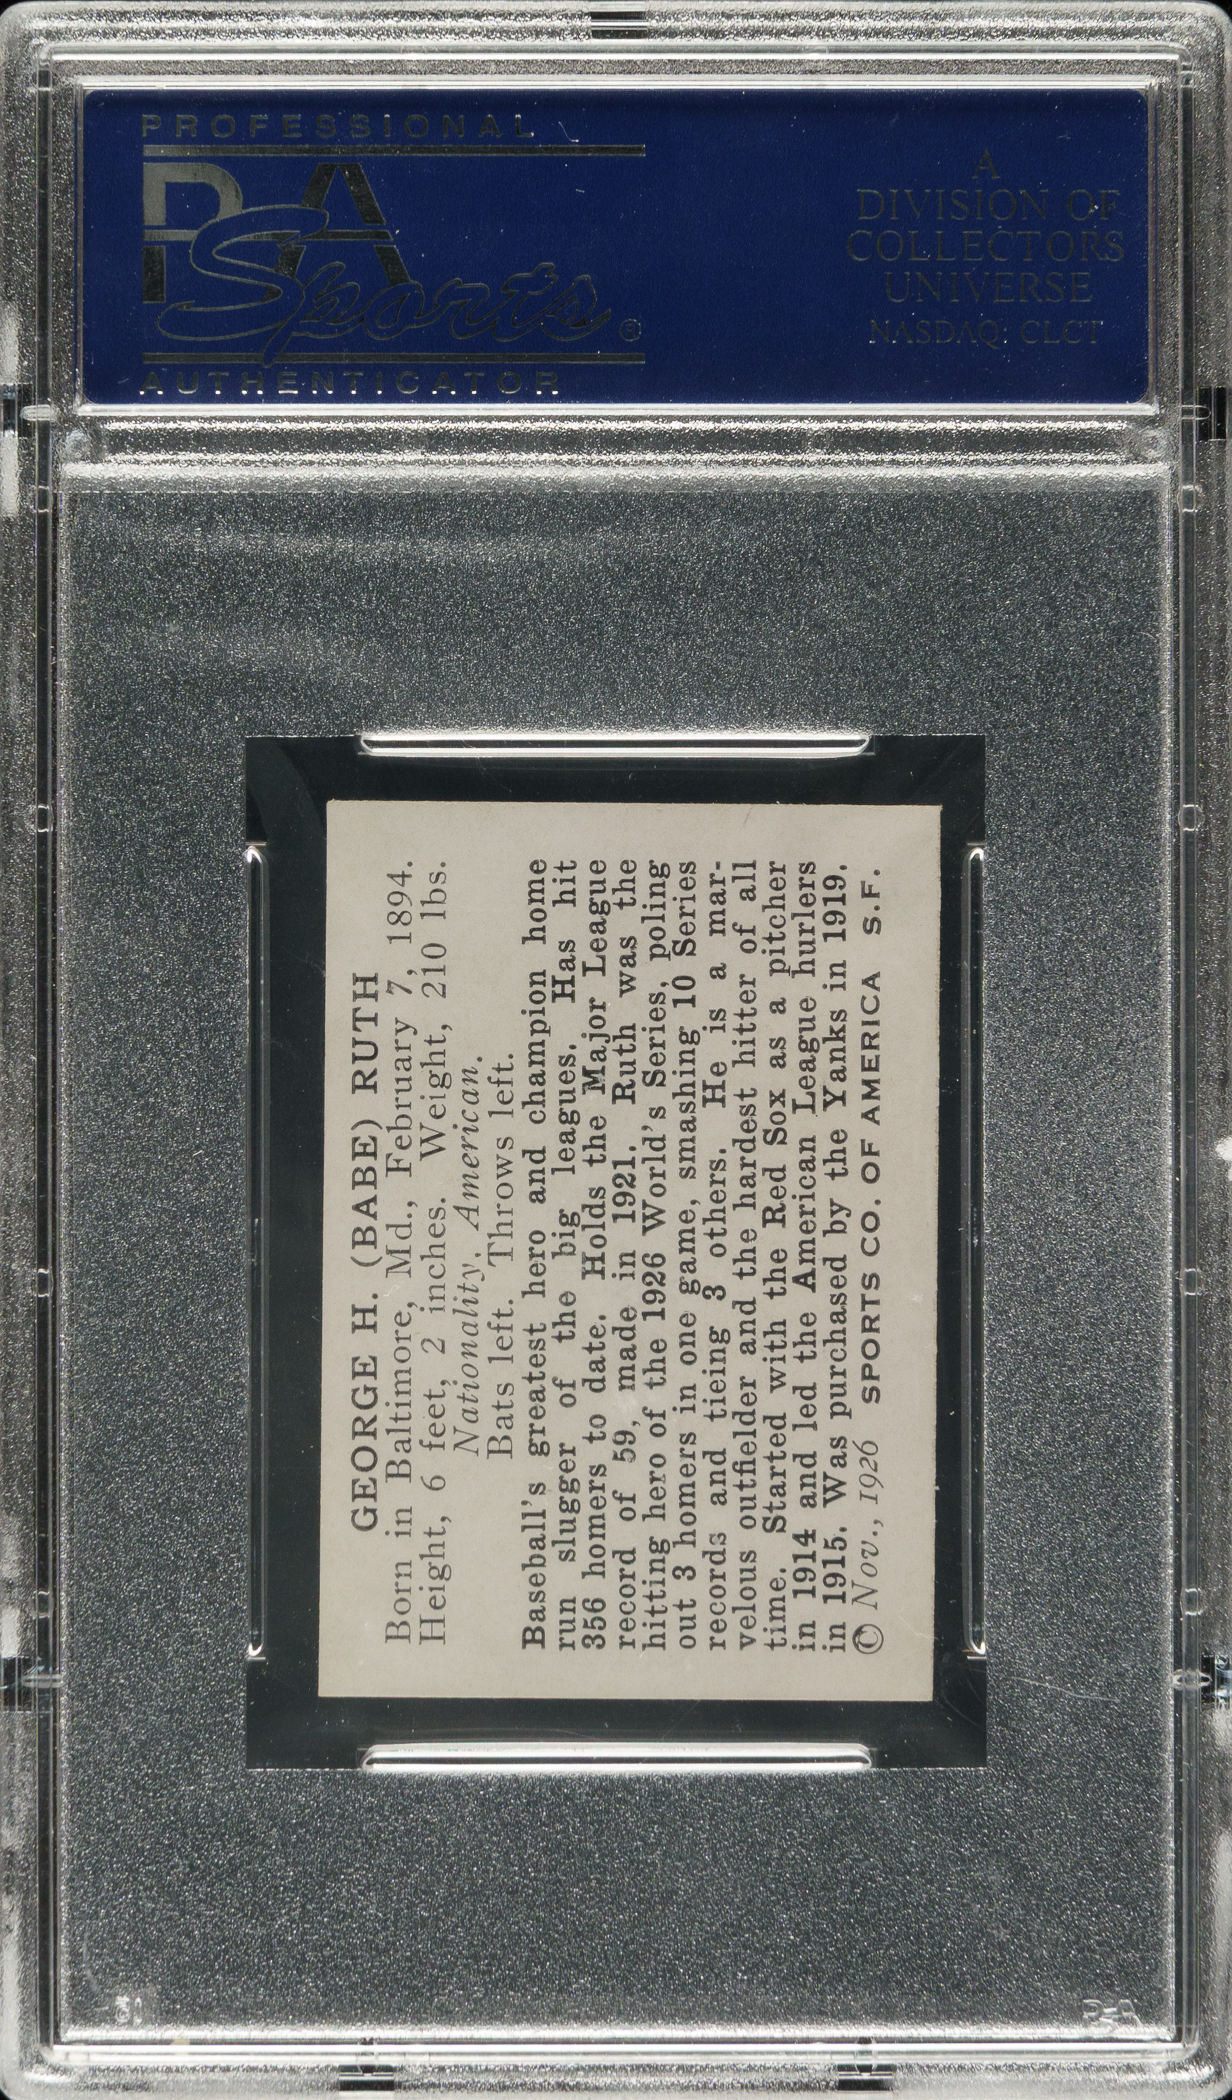 PROFESSIONAL
PSA
Sports®
AUTHENTICATOR
A
DIVISION OF
COLLECTORS
UNIVERSE
NASDAQ: CLCT
GEORGE H. (BABE) RUTH
Born in Baltimore, Md., February 7, 1894.
Height, 6 feet, 2 inches. Weight, 210 lbs.
Nationality, American.
Bats left. Throws left.
Baseball's greatest hero and champion home
run slugger of the big leagues. Has hit
356 homers to date. Holds the Major League
record of 59, made in 1921. Ruth was the
hitting hero of the 1926 World's Series, poling
out 3 homers in one game, smashing 10 Series
records and tieing 3 others. He is a mar-
velous outfielder and the hardest hitter of all
time. Started with the Red Sox as a pitcher
in 1914 and led the American League hurlers
in 1915. Was purchased by the Yanks in 1919.
© Nov., 1926 SPORTS CO. OF AMERICA S.F.
PSA